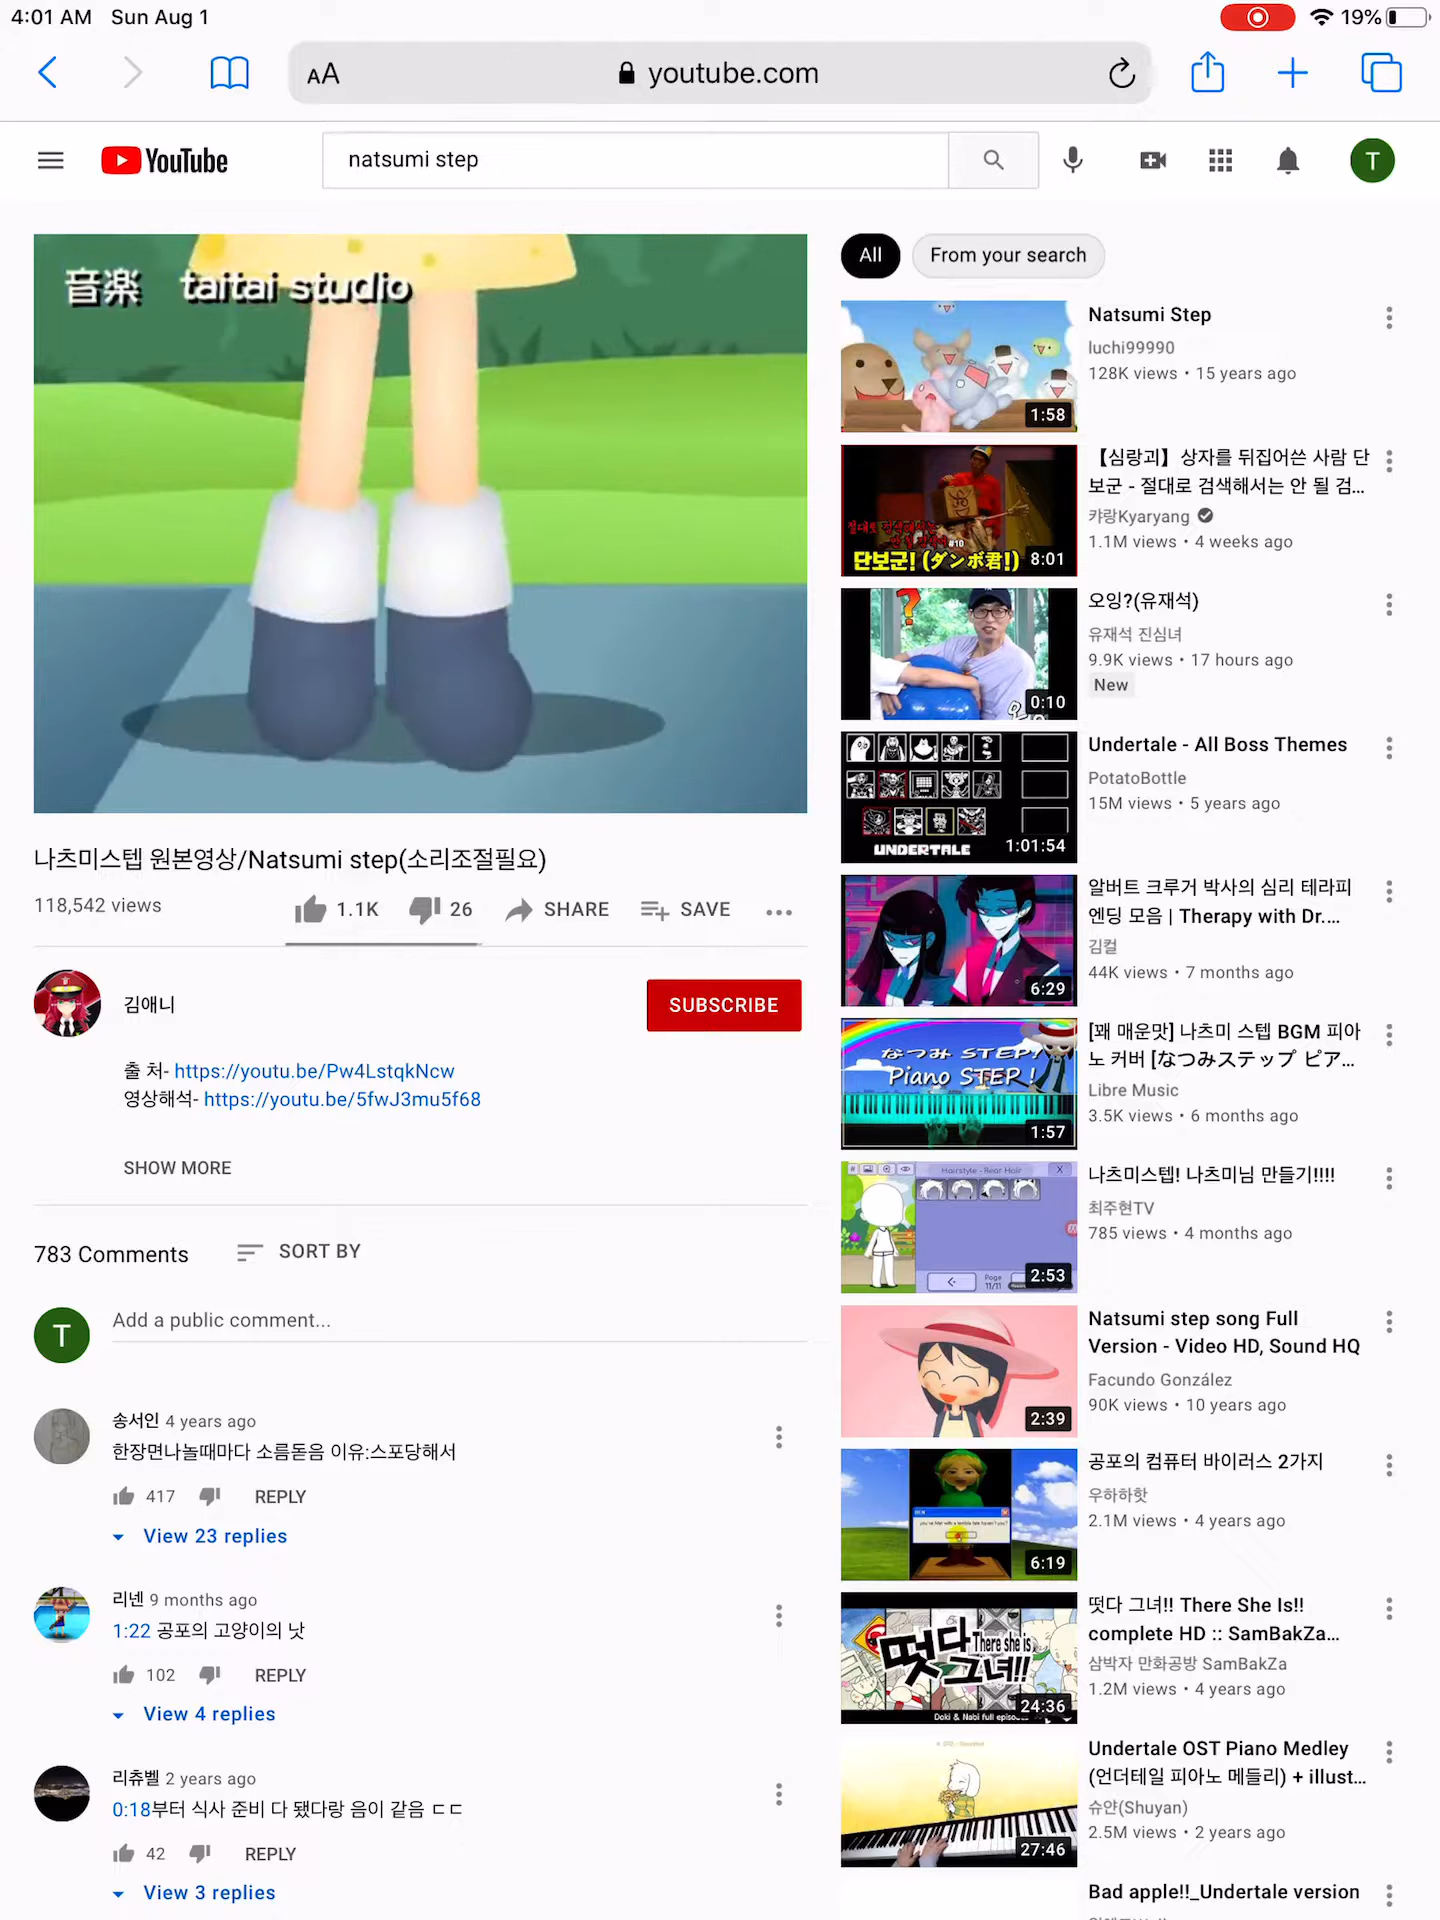 4:01 AM Sun Aug 1
19%
AA
youtube.com
YouTube
natsumi step
T
音楽 taitai studio
나츠미스텝 원본영상/Natsumi step(소리조절필요)
118,542 views
1.1K
26
SHARE
SAVE
김애니
SUBSCRIBE
출 처- https://youtu.be/Pw4LstqkNcw
영상해석- https://youtu.be/5fwJ3mu5f68
SHOW MORE
783 Comments
SORT BY
T
Add a public comment...
송서인 4 years ago
한장면나놀때마다 소름돋음 이유:스포당해서
417
REPLY
View 23 replies
리넨 9 months ago
1:22 공포의 고양이의 낫
102
REPLY
View 4 replies
리츄벨 2 years ago
0:18부터 식사 준비 다 됐다랑 음이 같음 ㄷㄷ
42
REPLY
View 3 replies
All
From your search
1:58
Natsumi Step
luchi99990
128K views • 15 years ago
#10
단보군! (ダンボ君!)
8:01
【심랑괴】상자를 뒤집어쓴 사람 단
보군 - 절대로 검색해서는 안 될 검...
캬랑Kyaryang
1.1M views • 4 weeks ago
?
0:10
오잉?(유재석)
유재석 진심녀
9.9K views • 17 hours ago
New
UNDERTALE
1:01:54
Undertale - All Boss Themes
PotatoBottle
15M views • 5 years ago
6:29
알버트 크루거 박사의 심리 테라피
엔딩 모음 | Therapy with Dr....
김컬
44K views • 7 months ago
なつみ STEP!
Piano STEP !
1:57
[꽤 매운맛] 나츠미 스텝 BGM 피아
노 커버 [なつみステップ ピア...
Libre Music
3.5K views • 6 months ago
Hairstyle - Rear Hair
X
Page
11/11
2:53
나츠미스텝! 나츠미님 만들기!!!!
최주현TV
785 views • 4 months ago
2:39
Natsumi step song Full
Version - Video HD, Sound HQ
Facundo González
90K views • 10 years ago
6:19
공포의 컴퓨터 바이러스 2가지
우하하핫
2.1M views • 4 years ago
떳다
There she is
그녀!!
Doki & Nabi full
24:36
떳다 그녀!! There She Is!!
complete HD :: SamBakZa...
삼박자 만화공방 SamBakZa
1.2M views • 4 years ago
27:46
Undertale OST Piano Medley
(언더테일 피아노 메들리) + illust...
슈얀(Shuyan)
2.5M views • 2 years ago
Bad apple!!_Undertale version